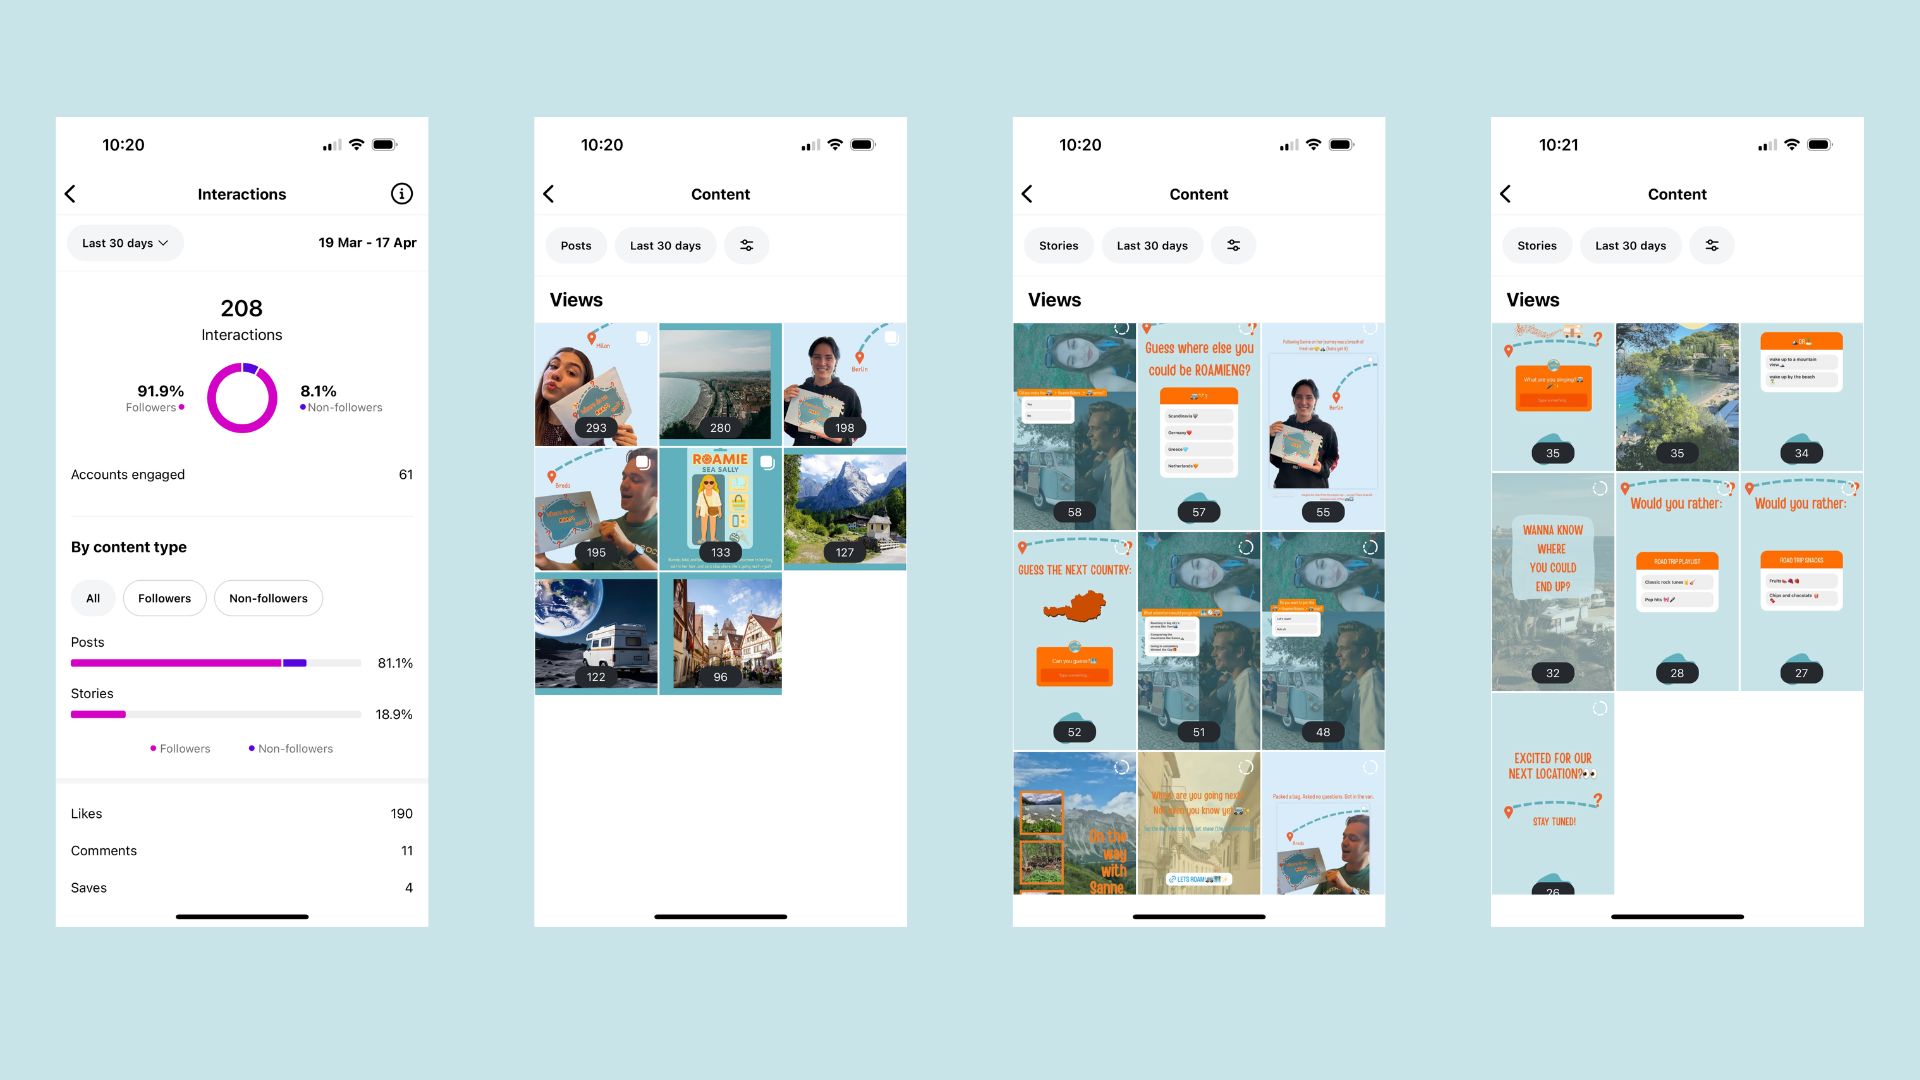 10:20
Interactions
Last 30 days
19 Mar - 17 Apr
208
Interactions
91.9%
Followers
8.1%
Non-followers
Accounts engaged
61
By content type
All
Followers
Non-followers
Posts
81.1%
Stories
18.9%
Followers
Non-followers
Likes
190
Comments
11
Saves
4
10:20
Content
Posts
Last 30 days
Views
Milan
293
280
Berlin
198
Breda
195
ROAMIE
SEA SALLY
133
127
122
96
10:20
Content
Stories
Last 30 days
Views
58
Guess where else you
could be ROAMIENG?
Scandinavia
Germany
Greece
Netherlands
57
Berlin
55
GUESS THE NEXT COUNTRY:
Can you guess?
Type something...
52
51
48
On the
way
with
Sanne.
LETS ROAM
Packed a bag. Asked no questions. Got in the van.
Breda
10:21
Content
Stories
Last 30 days
Views
?
What are you singing?
Type something...
35
35
OR
wake up to a mountain
view
wake up by the beach
34
WANNA KNOW
WHERE
YOU COULD
END UP?
32
Would you rather:
ROAD TRIP PLAYLIST
Classic rock tunes
Pop hits
28
Would you rather:
ROAD TRIP SNACKS
Fruits
Chips and chocolate
27
EXCITED FOR OUR
NEXT LOCATION?
?
STAY TUNED!
26